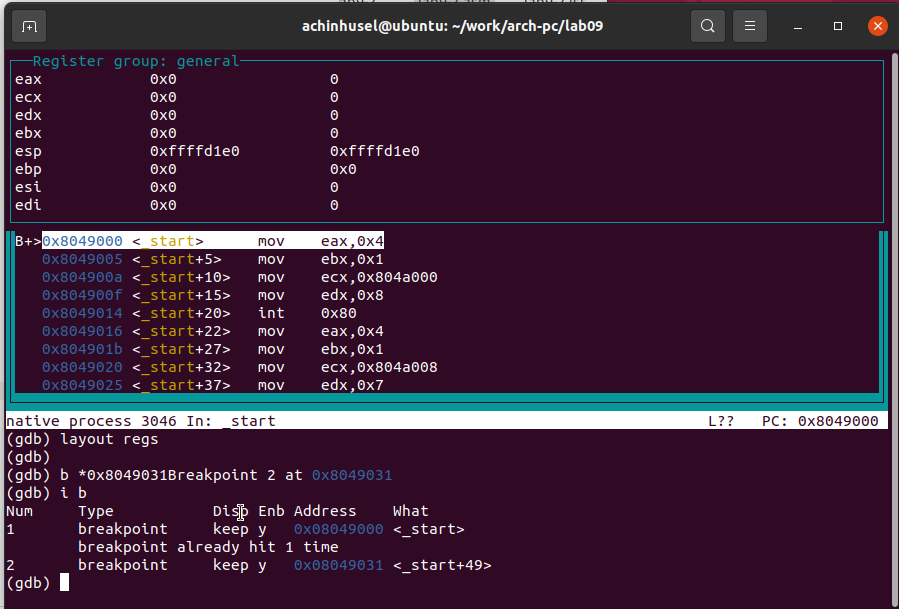 achinhusel@ubuntu: ~/work/arch-pc/lab09
Register group: general
eax 0x0 0
ecx 0x0 0
edx 0x0 0
ebx 0x0 0
esp 0xffffd1e0 0xffffd1e0
ebp 0x0 0x0
esi 0x0 0
edi 0x0 0
B+>0x8049000 <_start> mov eax,0x4
0x8049005 <_start+5> mov ebx,0x1
0x804900a <_start+10> mov ecx,0x804a000
0x804900f <_start+15> mov edx,0x8
0x8049014 <_start+20> int 0x80
0x8049016 <_start+22> mov eax,0x4
0x804901b <_start+27> mov ebx,0x1
0x8049020 <_start+32> mov ecx,0x804a008
0x8049025 <_start+37> mov edx,0x7
native process 3046 In: _start L?? PC: 0x8049000
(gdb) layout regs
(gdb)
(gdb) b *0x8049031Breakpoint 2 at 0x8049031
(gdb) i b
Num Type Disp Enb Address What
1 breakpoint keep y 0x08049000 <_start>
breakpoint already hit 1 time
2 breakpoint keep y 0x08049031 <_start+49>
(gdb)